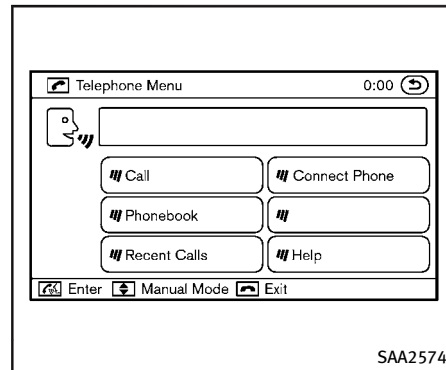 Telephone Menu 0:00
Call
Connect Phone
Phonebook
Recent Calls
Help
Enter Manual Mode Exit
SAA2574